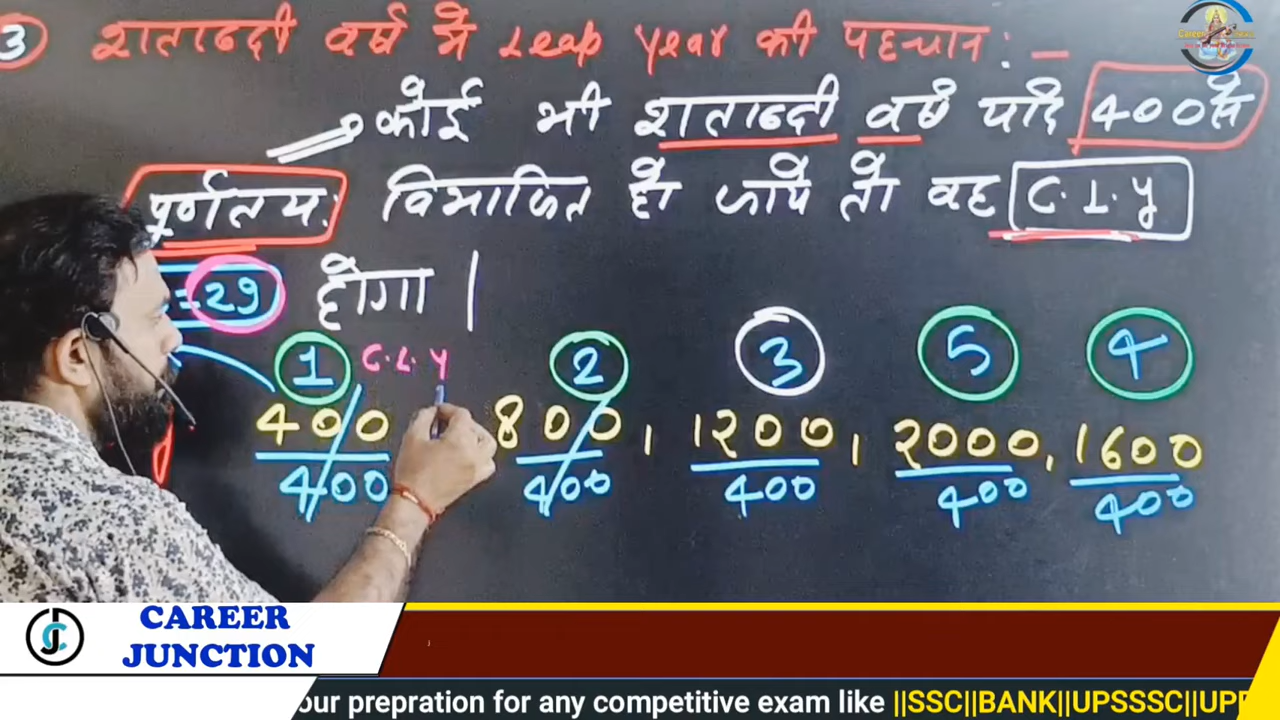 3 शताब्दी वर्ष मे Leap Year की पहचान : -
कोई भी शताब्दी वर्ष यदि 400 से
पूर्णतयः विभाजित हो जाये तो वह C. L. Y
=29 होगा |
1 C. L. Y 2 3 5 4
400 800 , 1200 , 2000 , 1600
400 400 400 400 400
CAREER
JUNCTION
our prepration for any competitive exam like ||SSC||BANK||UPSSSC||UPP